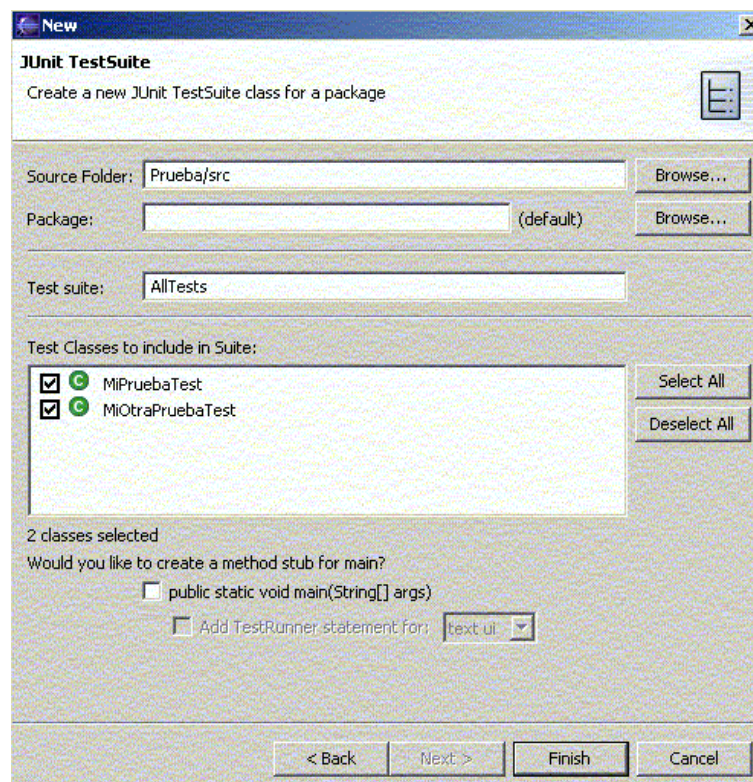 New
JUnit TestSuite
Create a new JUnit TestSuite class for a package
Source Folder: Prueba/src Browse...
Package: (default) Browse...
Test suite: AllTests
Test Classes to include in Suite:
MiPruebaTest Select All
MiOtraPruebaTest
Deselect All
2 classes selected
Would you like to create a method stub for main?
public static void main(String[] args)
Add TestRunner statement for: text ui
< Back Next > Finish Cancel